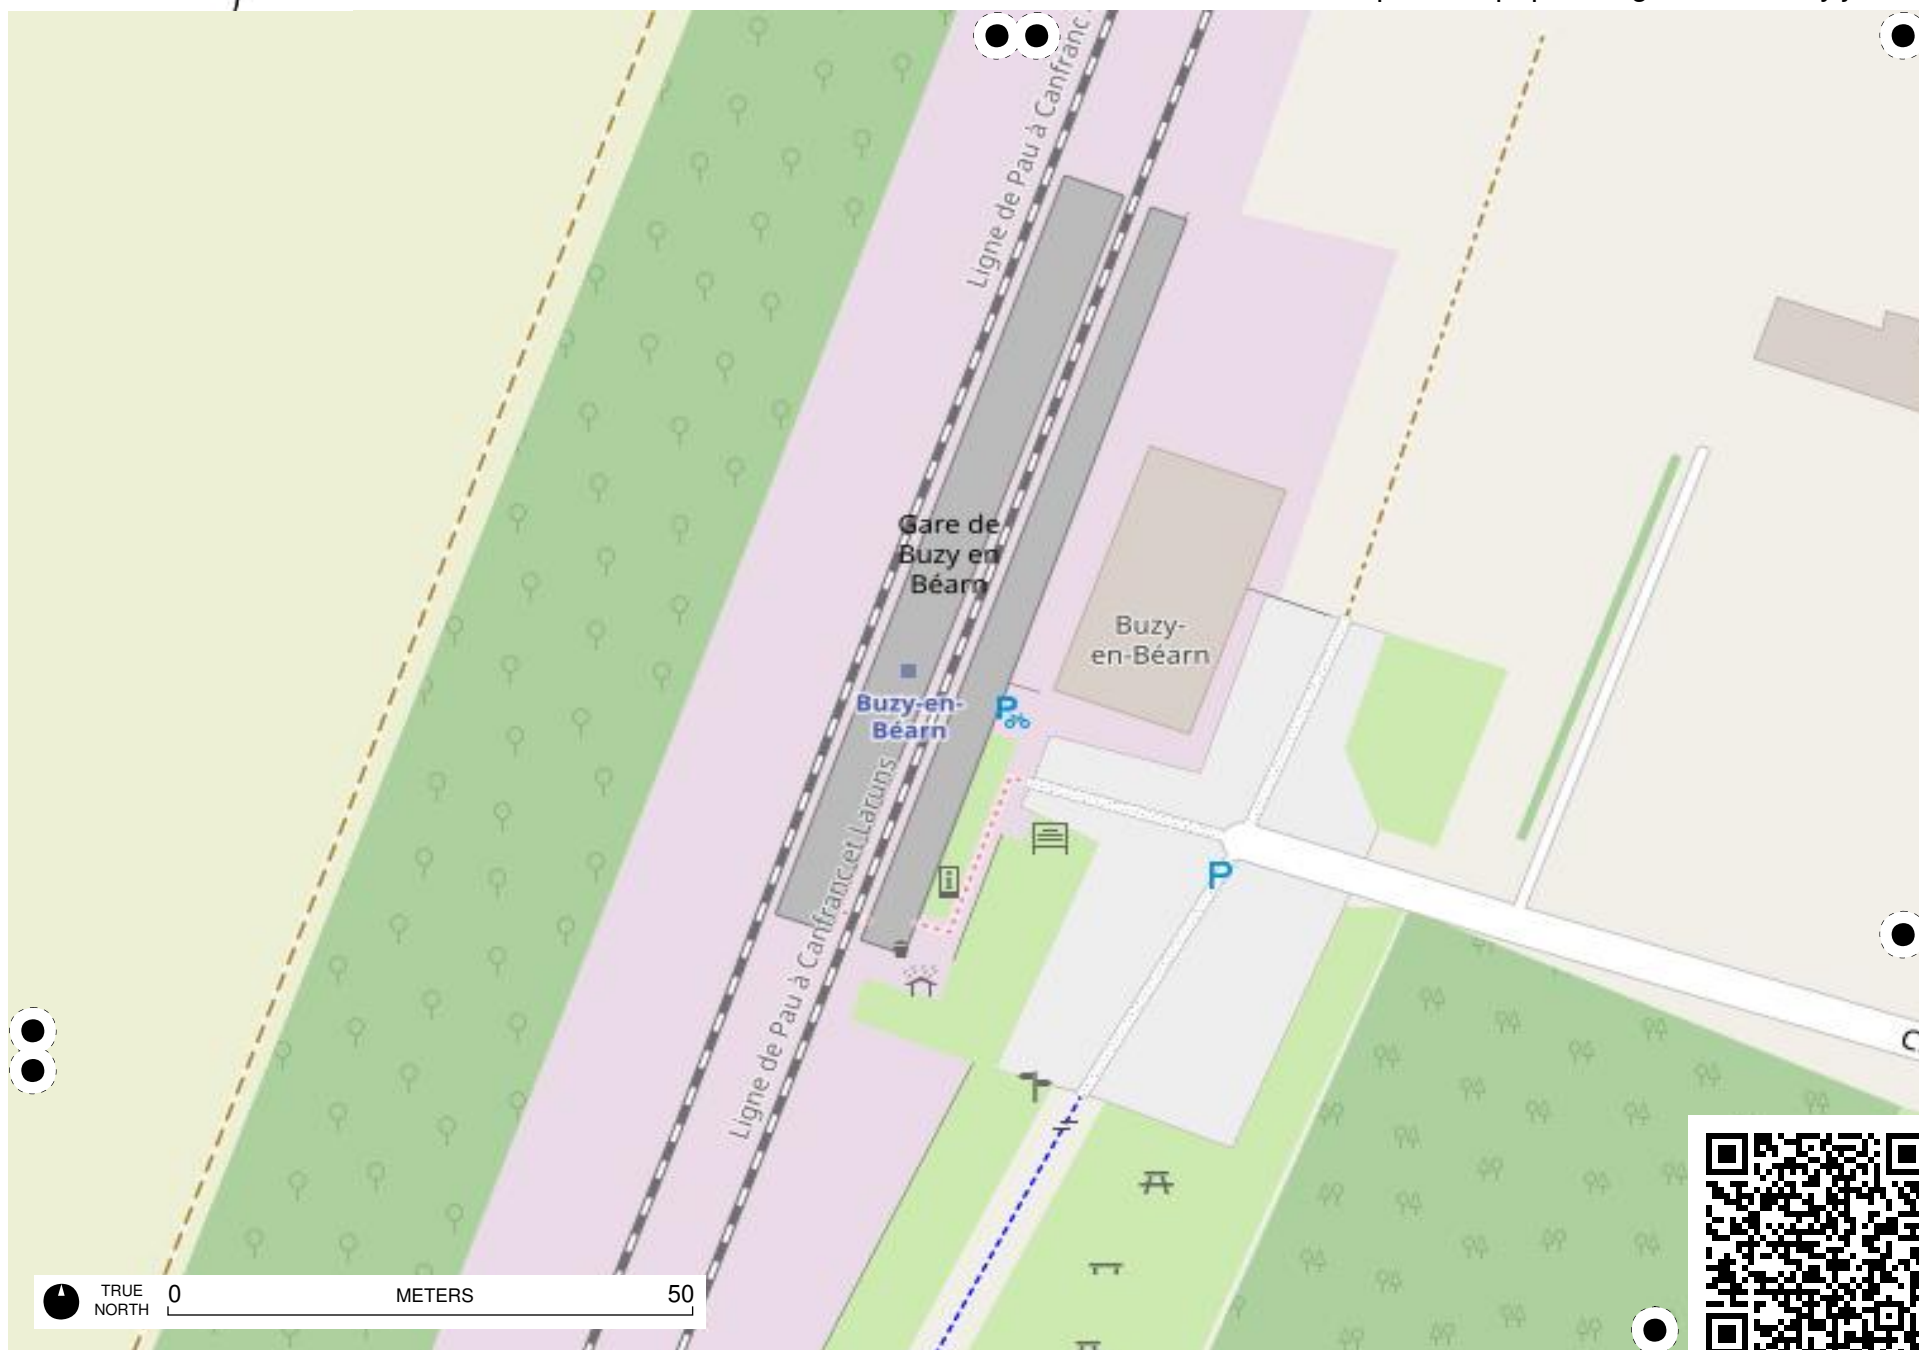 Ligne de Pau à Canfranc
Gare de
Buzy en
Béarn
Buzy-
en-Béarn
Buzy-en-
Béarn
P
P
Ligne de Pau à Canfranc et Laruns
C
TRUE
NORTH
0
METERS
50